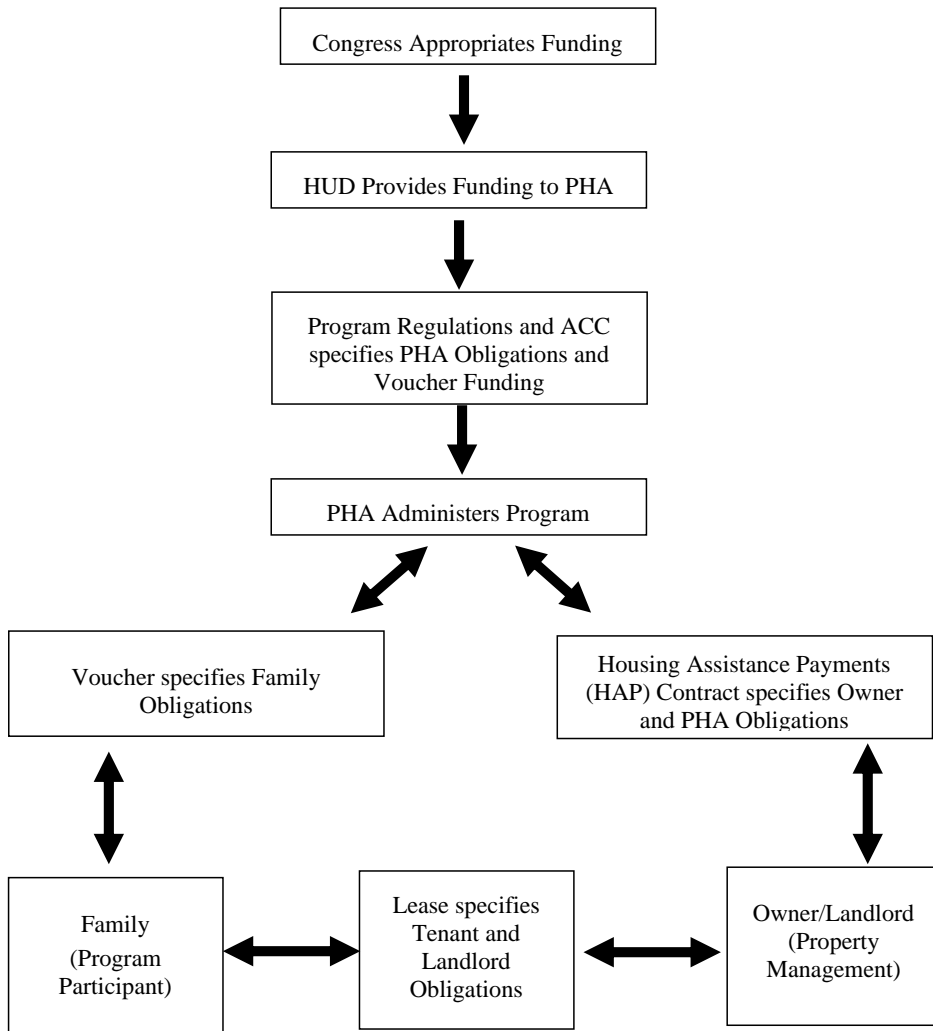 Congress Appropriates Funding
HUD Provides Funding to PHA
Program Regulations and ACC
specifies PHA Obligations and
Voucher Funding
PHA Administers Program
Voucher specifies Family
Obligations
Housing Assistance Payments
(HAP) Contract specifies Owner
and PHA Obligations
Family
(Program
Participant)
Lease specifies
Tenant and
Landlord
Obligations
Owner/Landlord
(Property
Management)